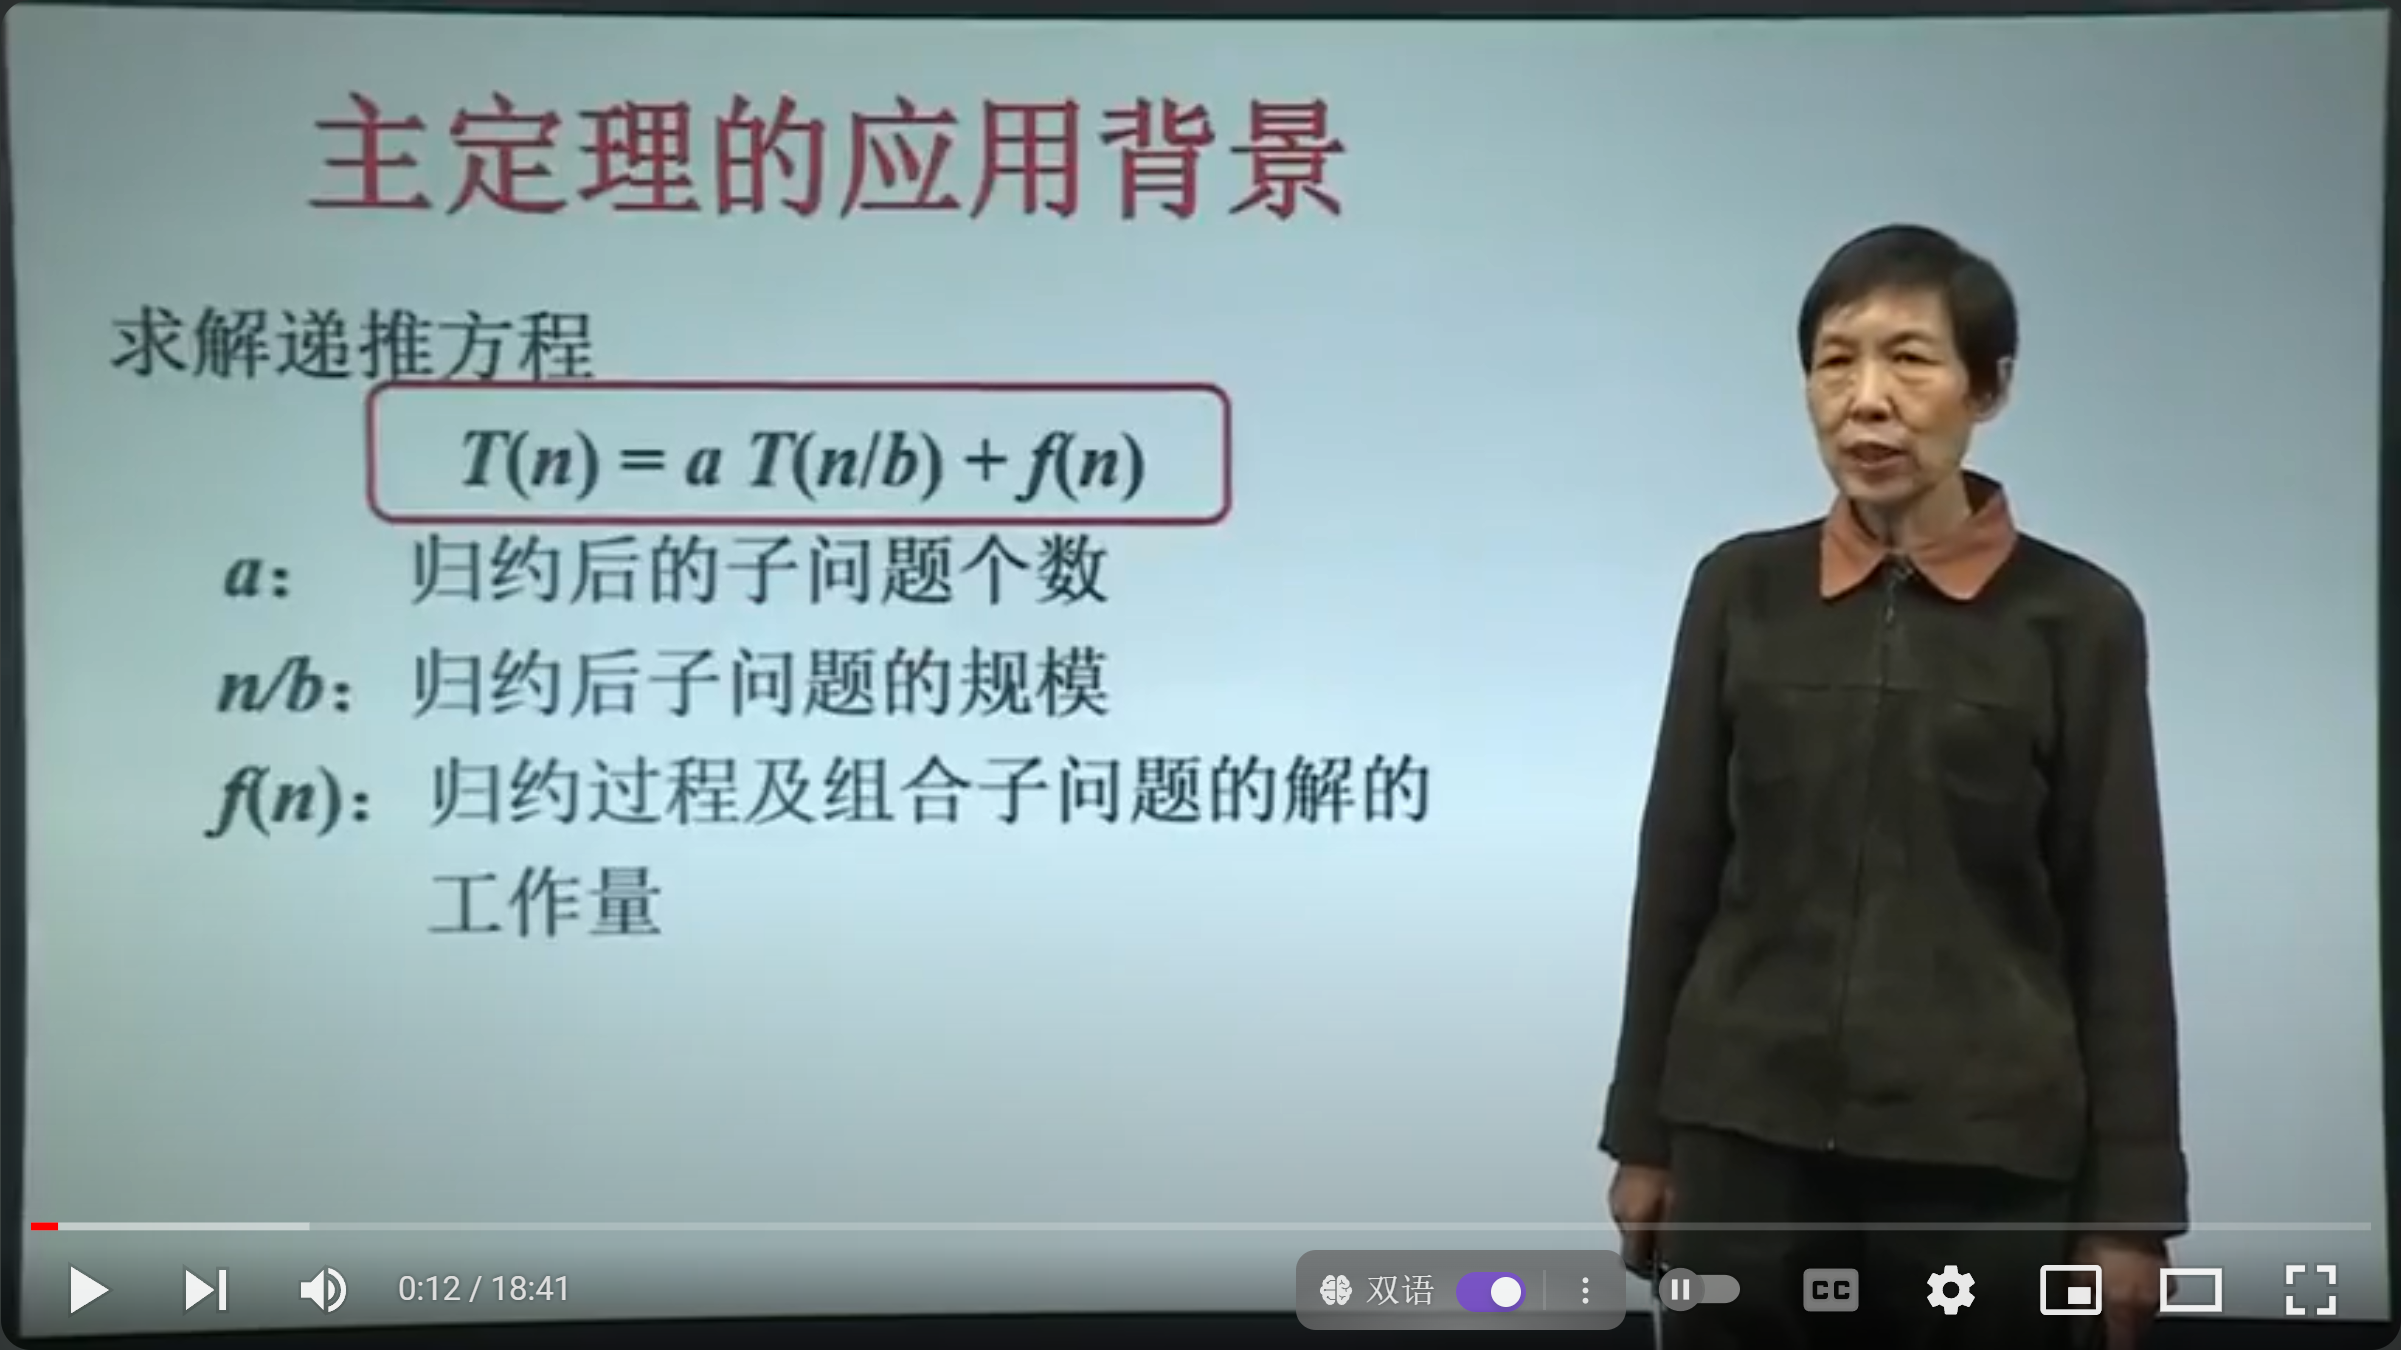 主定理的应用背景
求解递推方程
T(n) = a T(n/b) + f(n)
a： 归约后的子问题个数
n/b： 归约后子问题的规模
f(n)： 归约过程及组合子问题的解的
工作量
0:12 / 18:41
双语
CC